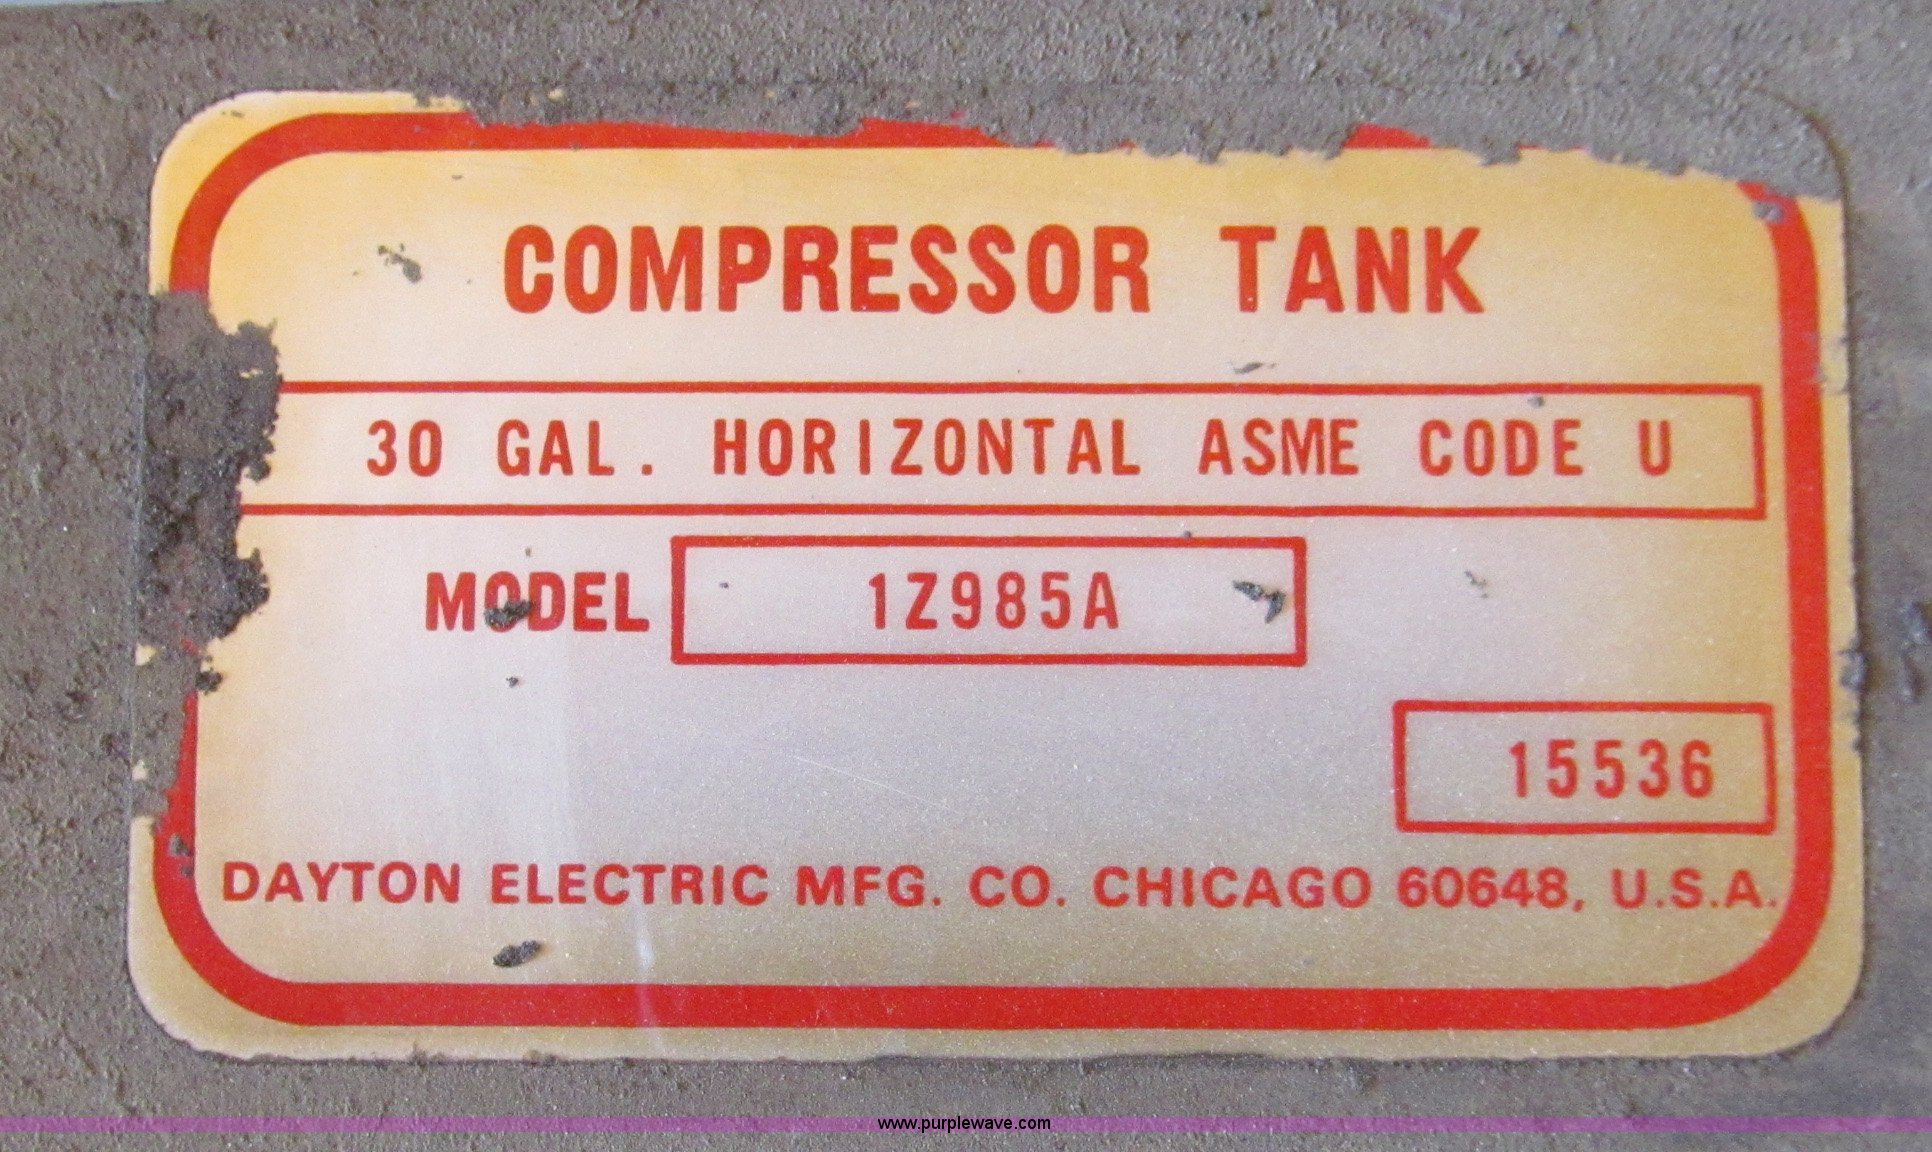 COMPRESSOR TANK
30 GAL. HORIZONTAL ASME CODE U
MODEL 1Z985A
15536
DAYTON ELECTRIC MFG. CO. CHICAGO 60648, U.S.A.
www.purplewave.com